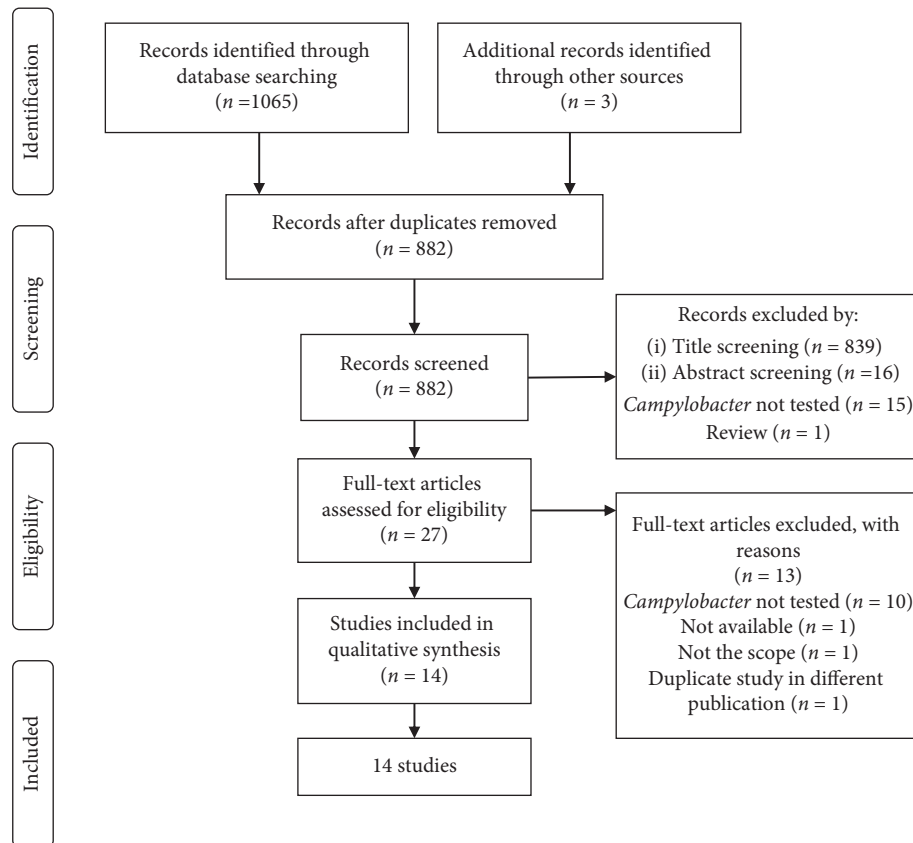 Identification
Records identified through
database searching
(n =1065)
Additional records identified
through other sources
(n = 3)
Records after duplicates removed
(n = 882)
Screening
Records screened
(n = 882)
Records excluded by:
(i) Title screening (n = 839)
(ii) Abstract screening (n =16)
Campylobacter not tested (n = 15)
Review (n = 1)
Eligibility
Full-text articles
assessed for eligibility
(n = 27)
Full-text articles excluded, with
reasons
(n = 13)
Campylobacter not tested (n = 10)
Not available (n = 1)
Not the scope (n = 1)
Duplicate study in different
publication (n = 1)
Studies included in
qualitative synthesis
(n = 14)
Included
14 studies